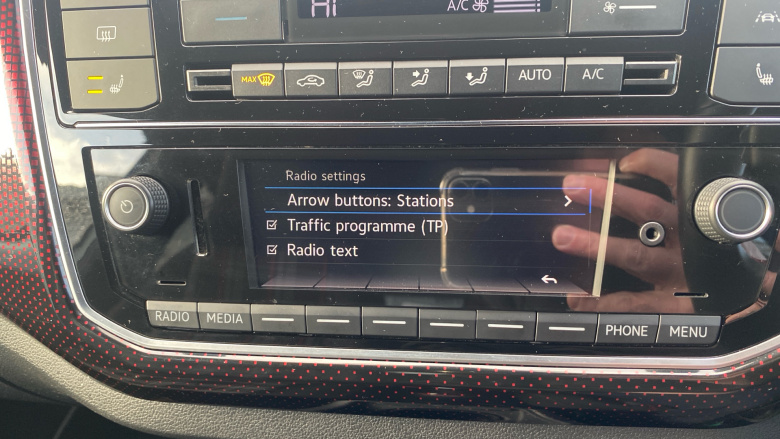 HI
A/C
MAX
AUTO
A/C
Radio settings
Arrow buttons: Stations
Traffic programme (TP)
Radio text
RADIO
MEDIA
PHONE
MENU